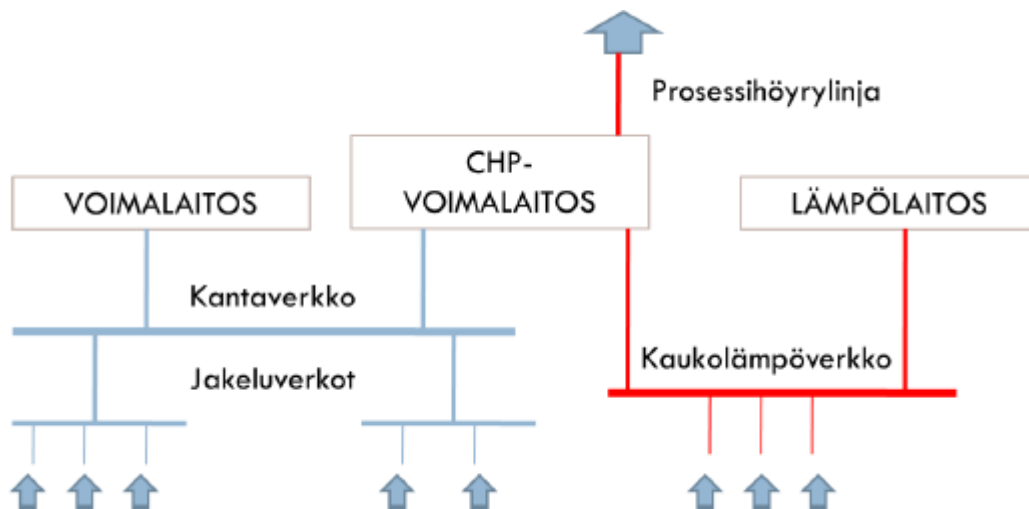 Prosessihöyrylinja
VOIMALAITOS
CHP-
VOIMALAITOS
LÄMPÖLAITOS
Kantaverkko
Jakeluverkot
Kaukolämpöverkko